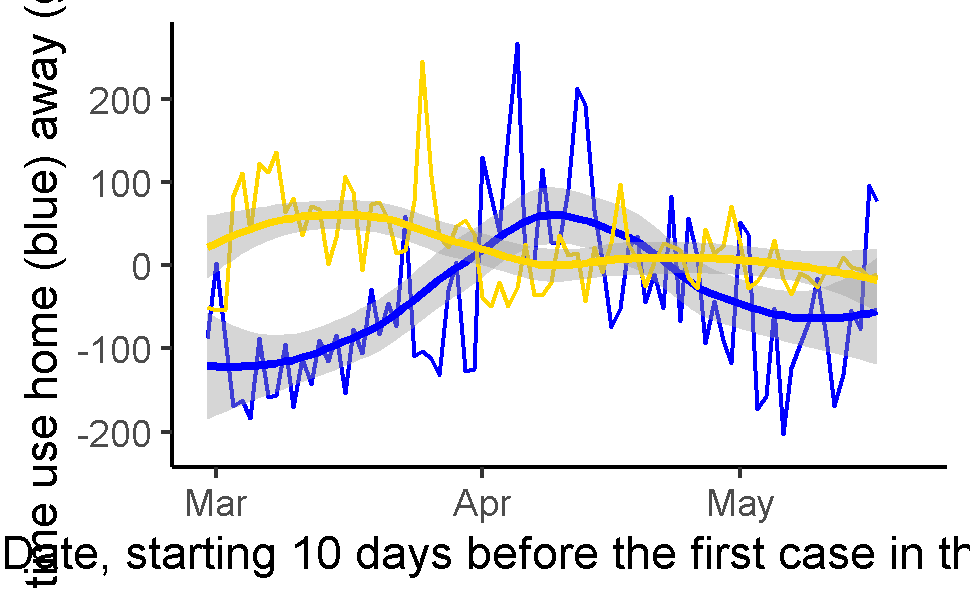 time use home (blue) away (
200
100
0
-100
-200
Mar Apr May
Date, starting 10 days before the first case in th